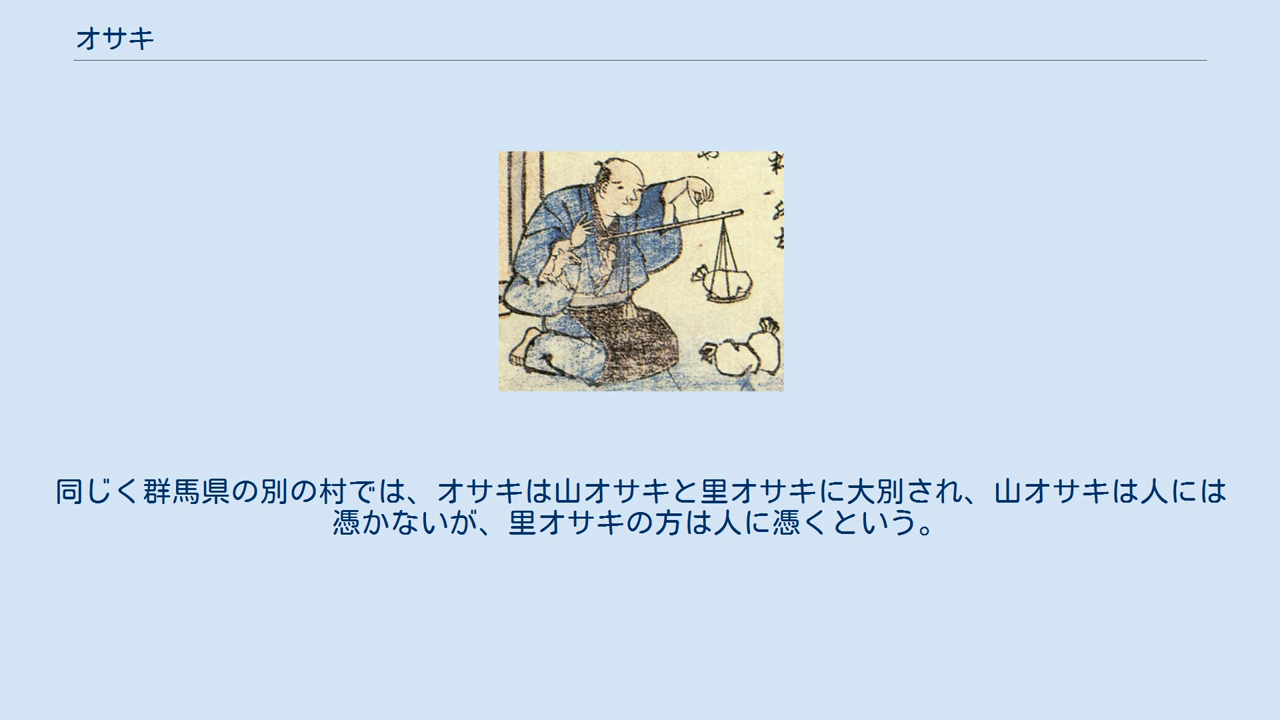 オサキ
同じく群馬県の別の村では、オサキは山オサキと里オサキに大別され、山オサキは人には
憑かないが、里オサキの方は人に憑くという。